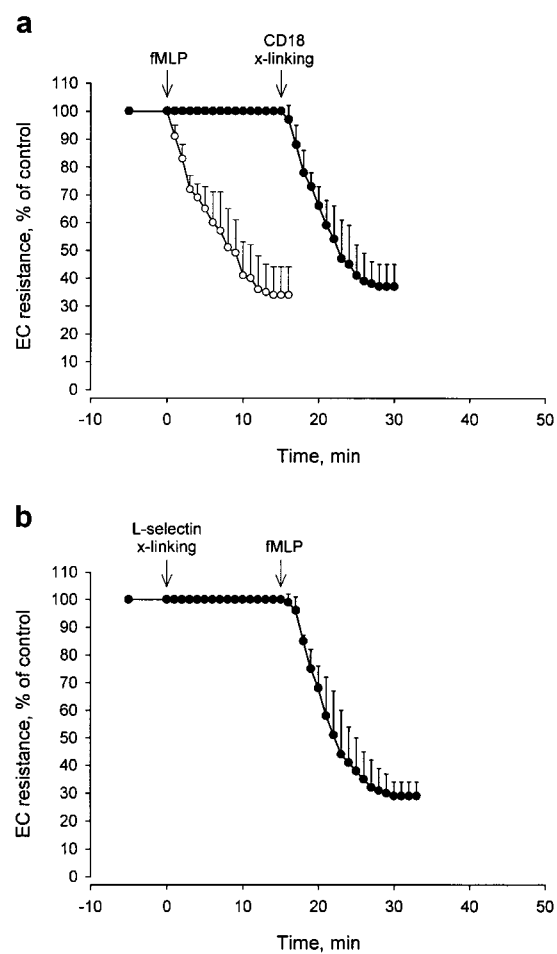 a
fMLP
CD18
x-linking
110
100
90
80
70
60
50
40
30
20
10
0
EC resistance, % of control
-10 0 10 20 30 40 50
Time, min
b
L-selectin
x-linking
fMLP
110
100
90
80
70
60
50
40
30
20
10
0
EC resistance, % of control
-10 0 10 20 30 40 50
Time, min